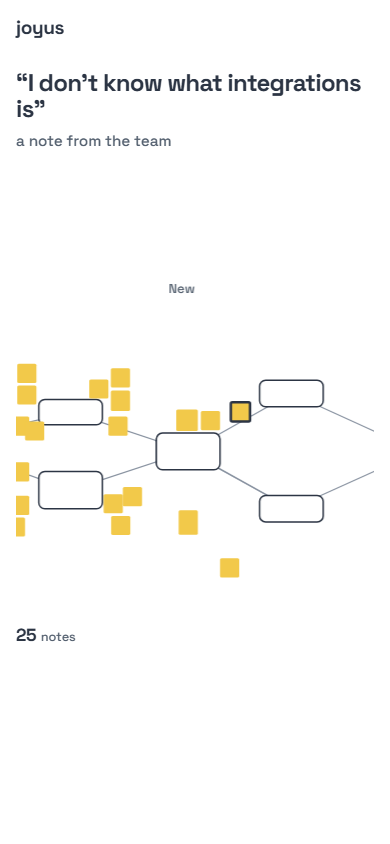 joyus
“I don’t know what integrations
is”
a note from the team
New
25 notes